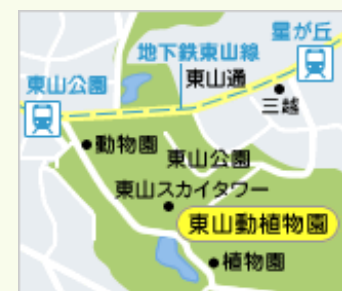 星が丘
地下鉄東山線
東山通
東山公園
三越
動物園
東山公園
東山スカイタワー
東山動植物園
植物園